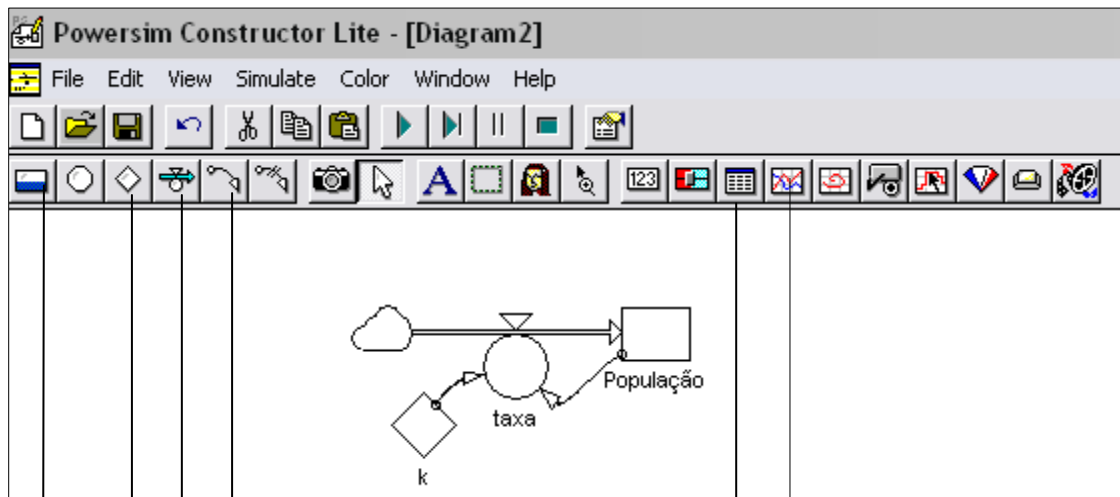 Powersim Constructor Lite - [Diagram2]
File Edit View Simulate Color Window Help
A 123
População
taxa
k